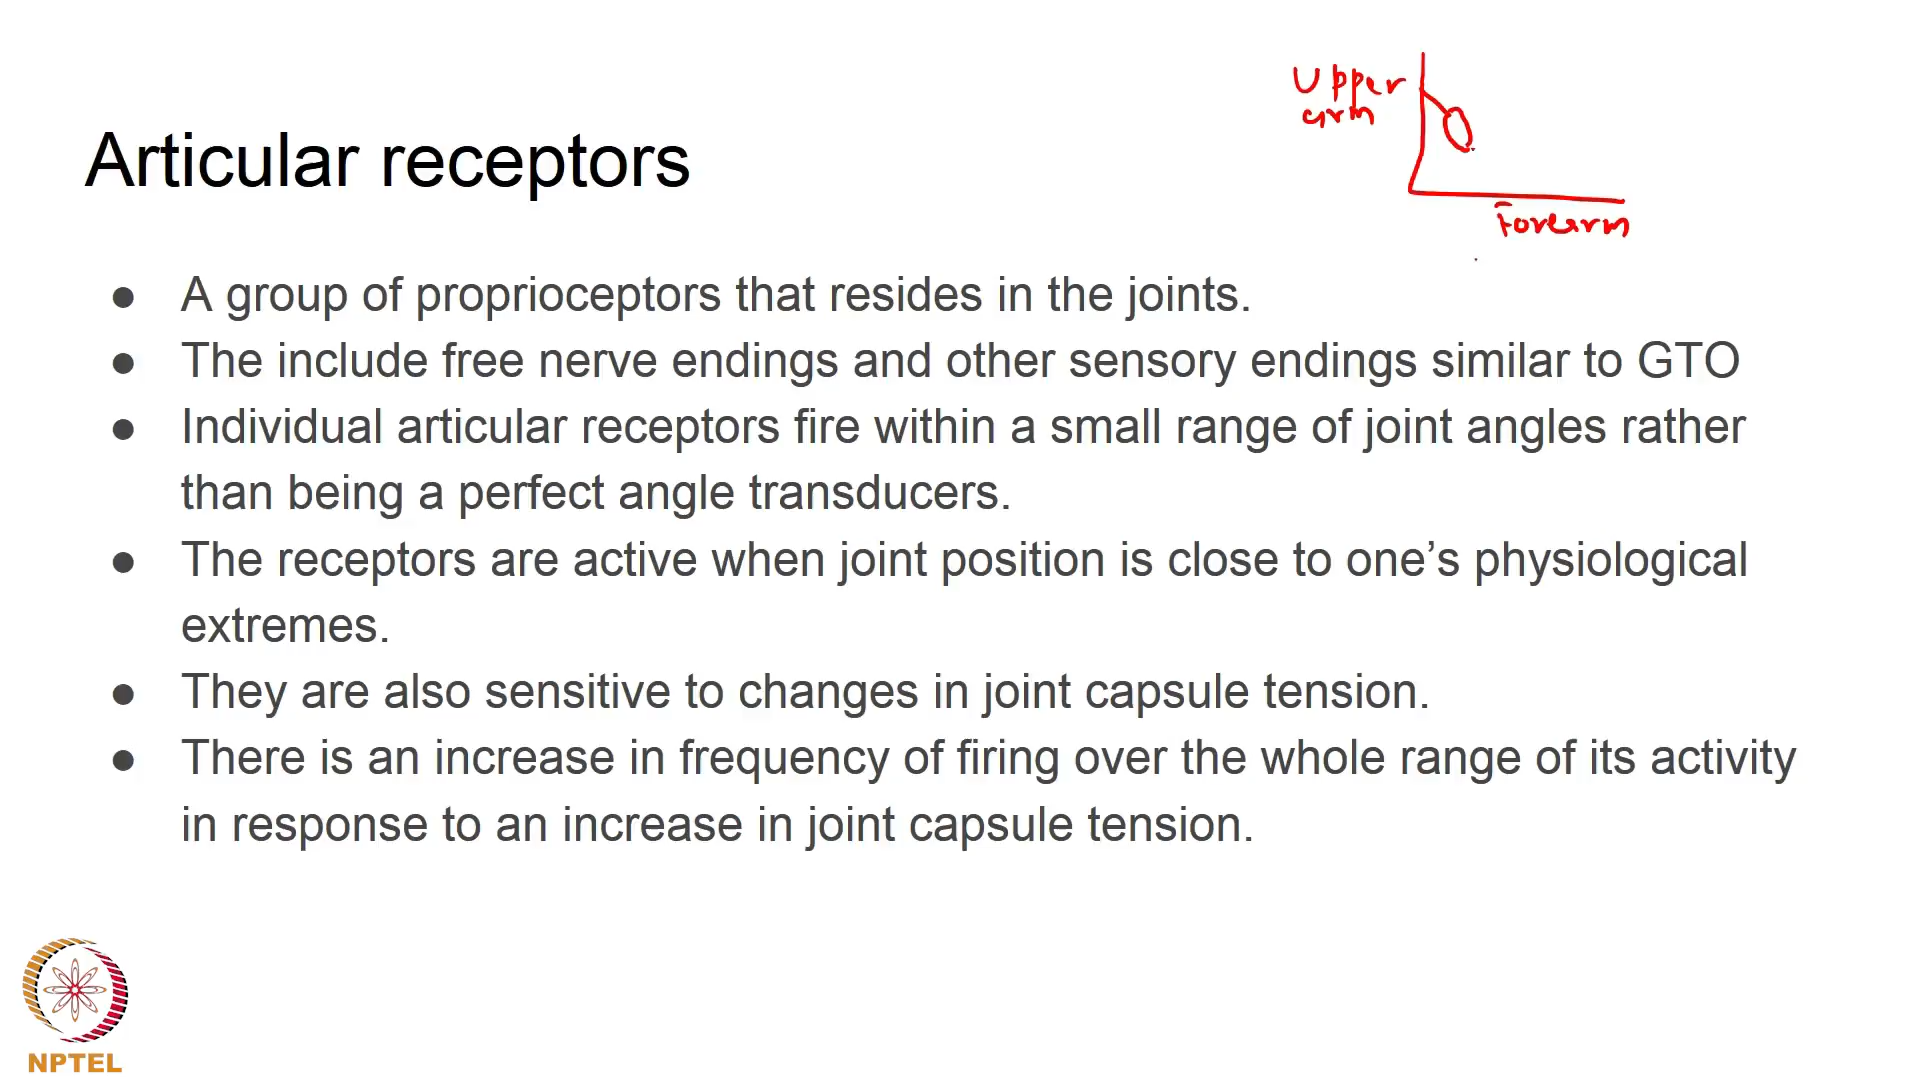 Upper
arm
Articular receptors
Forearm
● A group of proprioceptors that resides in the joints.
● The include free nerve endings and other sensory endings similar to GTO
● Individual articular receptors fire within a small range of joint angles rather
than being a perfect angle transducers.
● The receptors are active when joint position is close to one’s physiological
extremes.
● They are also sensitive to changes in joint capsule tension.
● There is an increase in frequency of firing over the whole range of its activity
in response to an increase in joint capsule tension.
NPTEL